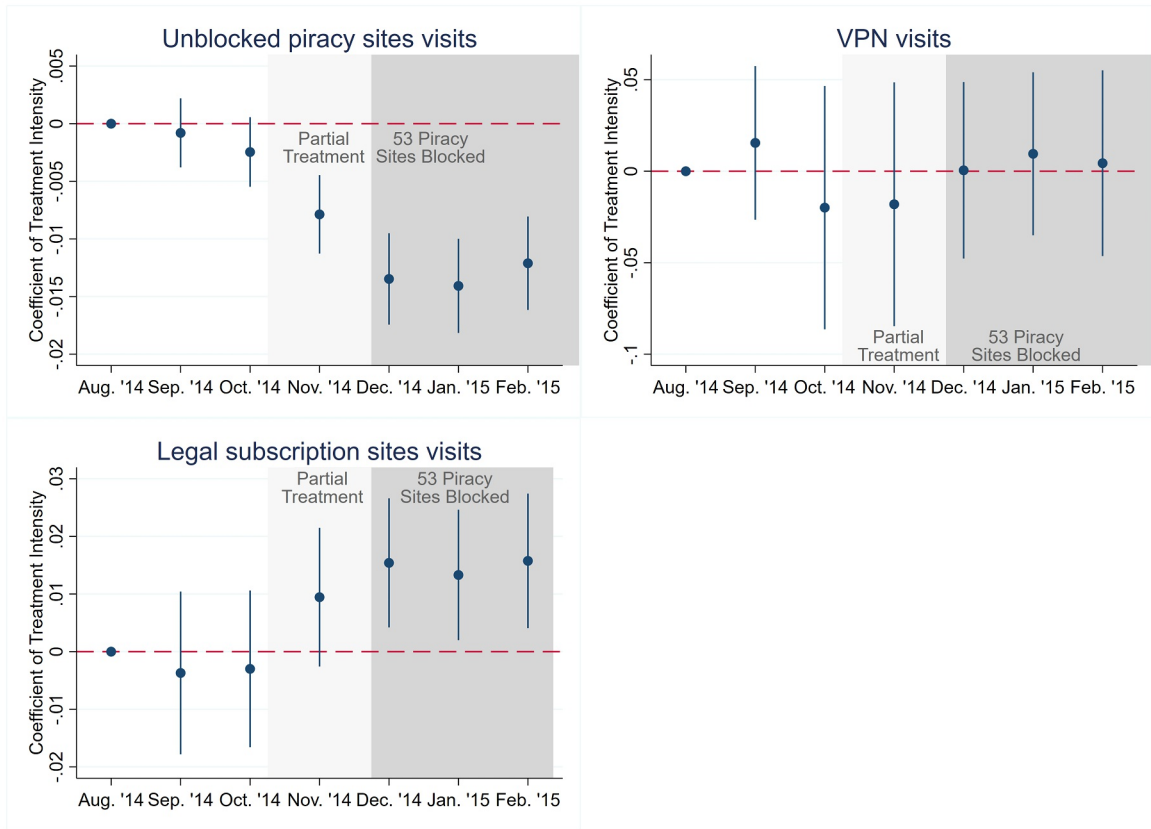 Unblocked piracy sites visits
Coefficient of Treatment Intensity
.005
0
-.005
-.01
-.015
-.02
Partial
Treatment
53 Piracy
Sites Blocked
Aug. '14 Sep. '14 Oct. '14 Nov. '14 Dec. '14 Jan. '15 Feb. '15
VPN visits
Coefficient of Treatment Intensity
.05
0
-.05
-.1
Partial
Treatment
53 Piracy
Sites Blocked
Aug. '14 Sep. '14 Oct. '14 Nov. '14 Dec. '14 Jan. '15 Feb. '15
Legal subscription sites visits
Coefficient of Treatment Intensity
.03
.02
.01
0
-.01
-.02
Partial
Treatment
53 Piracy
Sites Blocked
Aug. '14 Sep. '14 Oct. '14 Nov. '14 Dec. '14 Jan. '15 Feb. '15